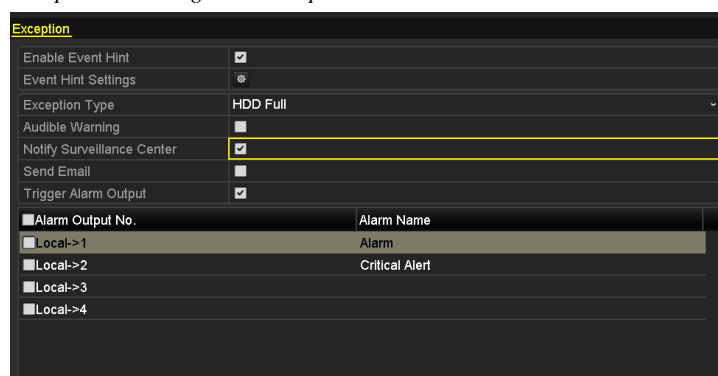 Exception
Enable Event Hint
Event Hint Settings
Exception Type HDD Full
Audible Warning
Notify Surveillance Center
Send Email
Trigger Alarm Output
Alarm Output No. Alarm Name
Local->1 Alarm
Local->2 Critical Alert
Local->3
Local->4